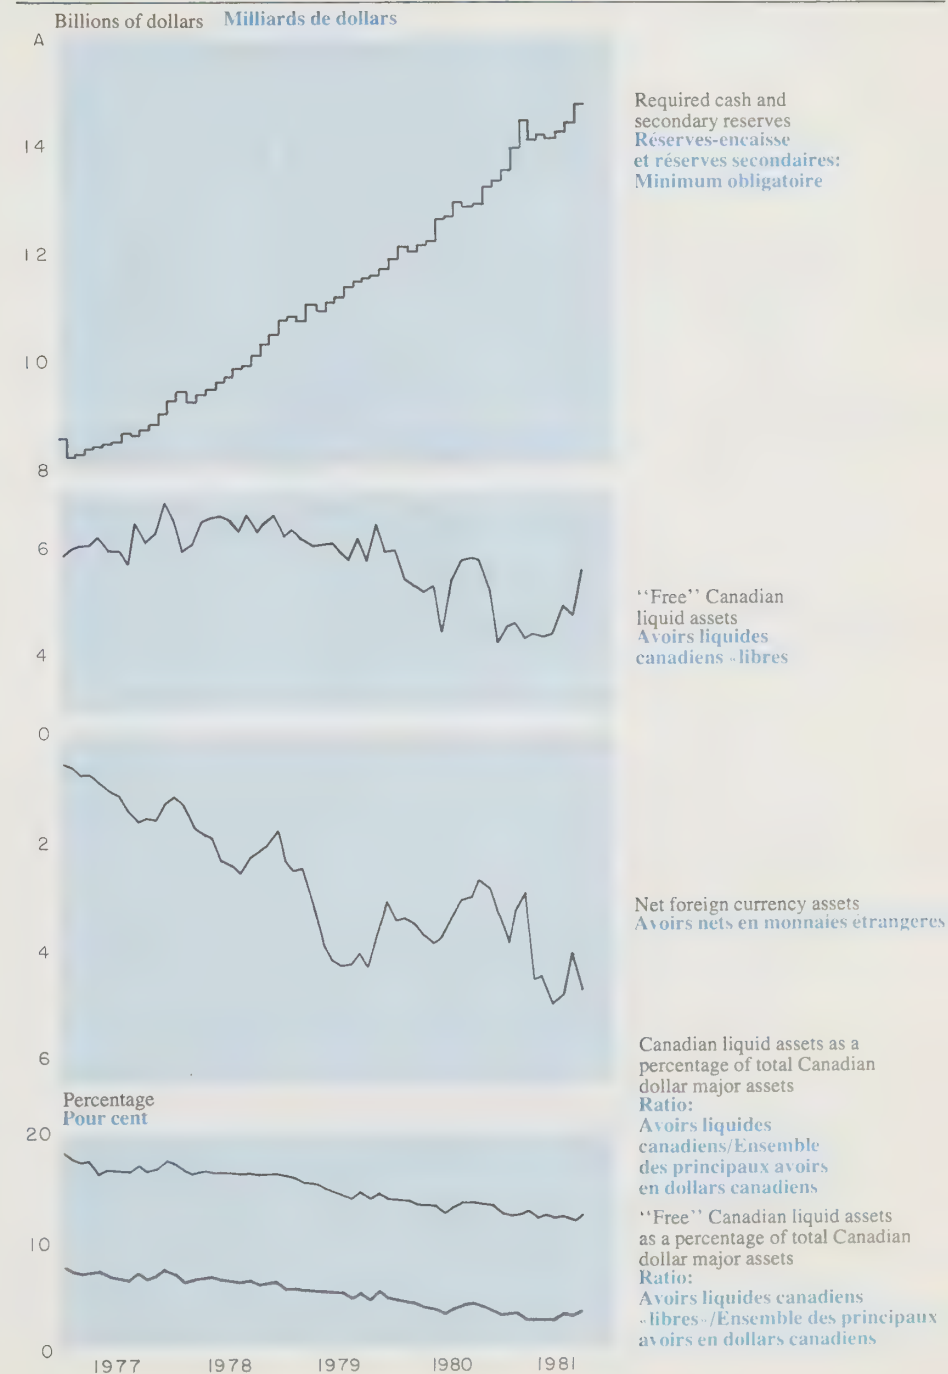 Billions of dollars Milliards de dollars
A
14
12
10
8
Required cash and
secondary reserves
Réserves-encaisse
et réserves secondaires:
Minimum obligatoire
6
4
"Free" Canadian
liquid assets
Avoirs liquides
canadiens «libres
0
2
4
6
Net foreign currency assets
Avoirs nets en monnaies étrangères
Percentage
Pour cent
20
10
0
Canadian liquid assets as a
percentage of total Canadian
dollar major assets
Ratio:
Avoirs liquides
canadiens/Ensemble
des principaux avoirs
en dollars canadiens
"Free" Canadian liquid assets
as a percentage of total Canadian
dollar major assets
Ratio:
Avoirs liquides canadiens
«libres»/Ensemble des principaux
avoirs en dollars canadiens
1977 1978 1979 1980 1981